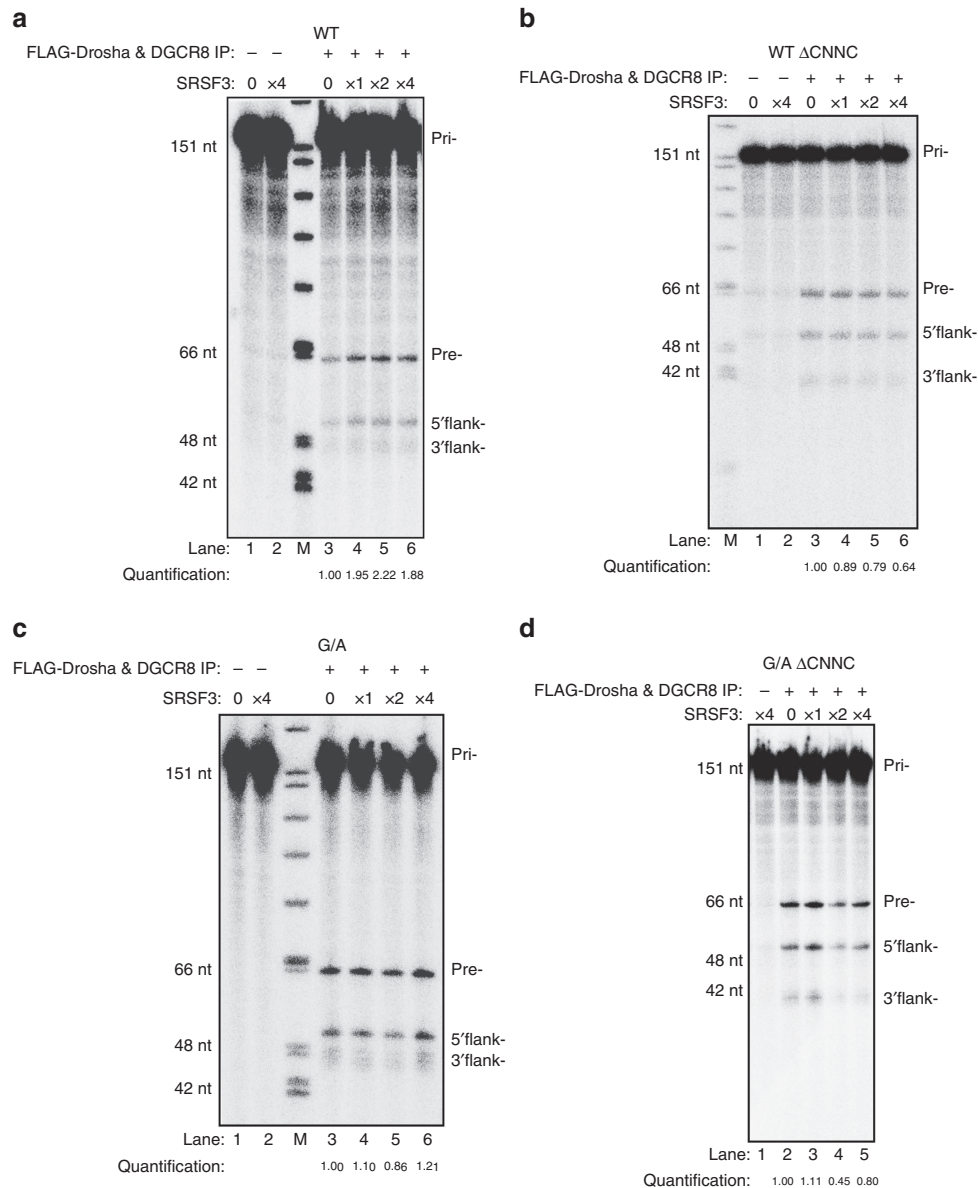 a
WT
FLAG-Drosha & DGCR8 IP: – – + + + +
SRSF3: 0 ×4 0 ×1 ×2 ×4
151 nt
Pri-
66 nt
Pre-
5′flank-
48 nt
3′flank-
42 nt
Lane: 1 2 M 3 4 5 6
Quantification: 1.00 1.95 2.22 1.88
b
WT ΔCNNC
FLAG-Drosha & DGCR8 IP: – – + + + +
SRSF3: 0 ×4 0 ×1 ×2 ×4
151 nt
Pri-
66 nt
Pre-
5′flank-
48 nt
42 nt
3′flank-
Lane: M 1 2 3 4 5 6
Quantification: 1.00 0.89 0.79 0.64
c
G/A
FLAG-Drosha & DGCR8 IP: – – + + + +
SRSF3: 0 ×4 0 ×1 ×2 ×4
Pri-
151 nt
66 nt
Pre-
5′flank-
48 nt
3′flank-
42 nt
Lane: 1 2 M 3 4 5 6
Quantification: 1.00 1.10 0.86 1.21
d
G/A ΔCNNC
FLAG-Drosha & DGCR8 IP: – + + + +
SRSF3: ×4 0 ×1 ×2 ×4
151 nt
Pri-
66 nt
Pre-
5′flank-
48 nt
42 nt
3′flank-
Lane: 1 2 3 4 5
Quantification: 1.00 1.11 0.45 0.80